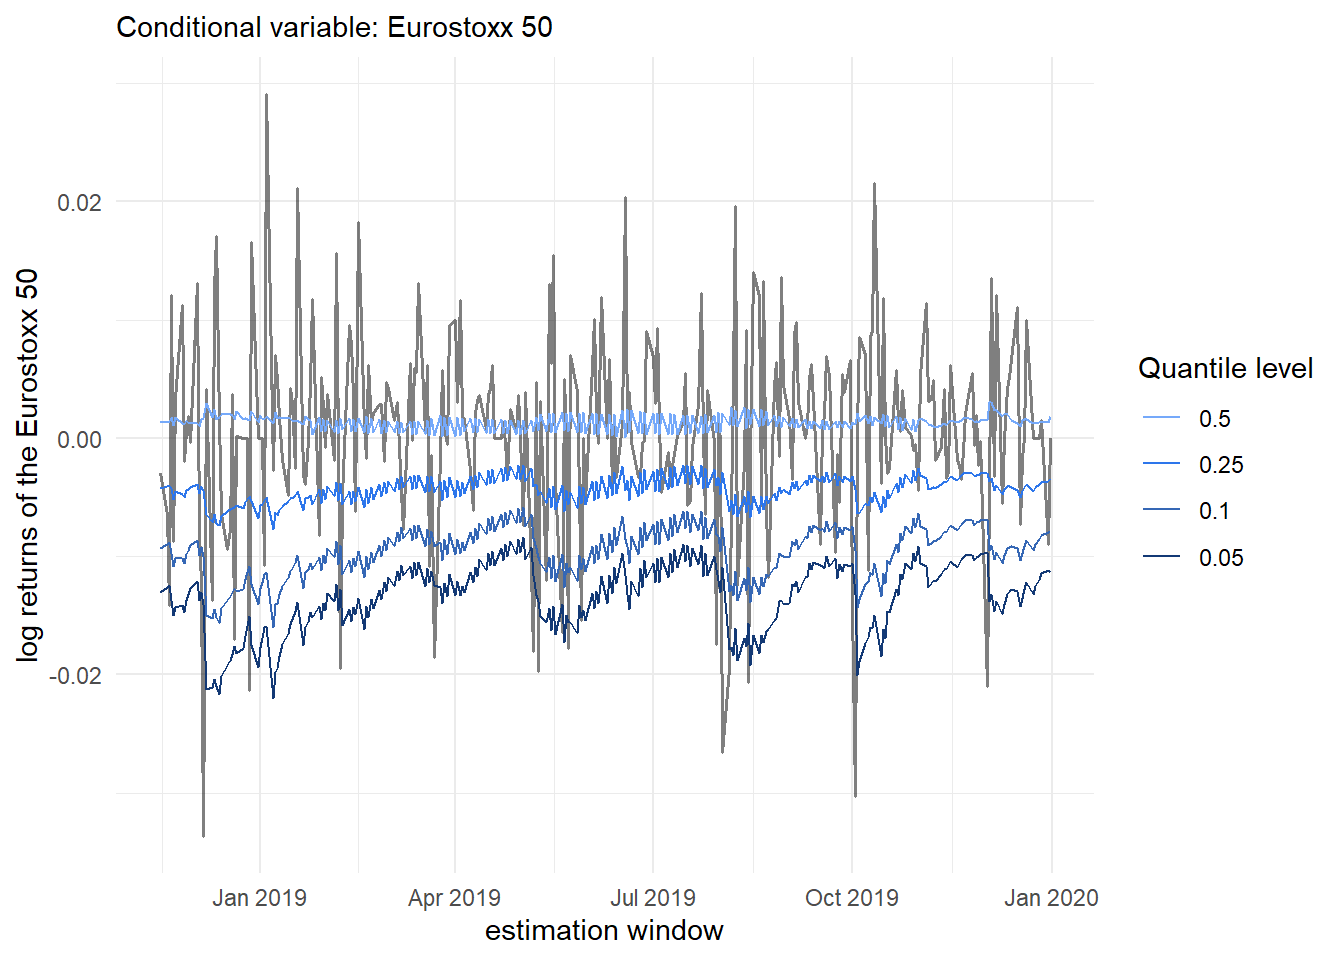 Conditional variable: Eurostoxx 50
log returns of the Eurostoxx 50
0.02
0.00
-0.02
Jan 2019
Apr 2019
Jul 2019
Oct 2019
Jan 2020
estimation window
Quantile level
0.5
0.25
0.1
0.05